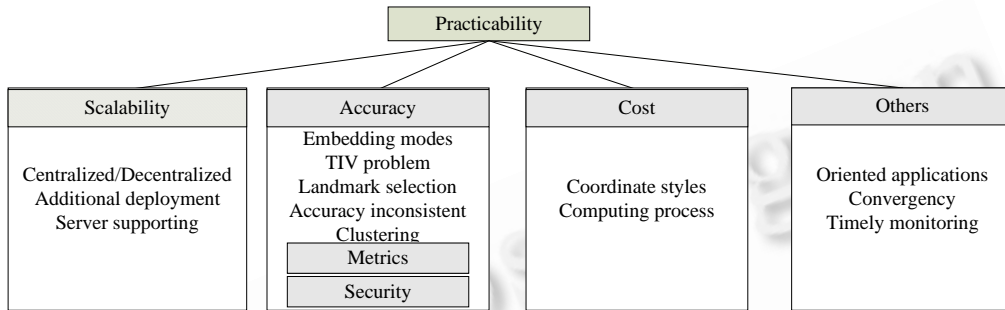 Practicability
Scalability
Centralized/Decentralized
Additional deployment
Server supporting
Accuracy
Embedding modes
TIV problem
Landmark selection
Accuracy inconsistent
Clustering
Metrics
Security
Cost
Coordinate styles
Computing process
Others
Oriented applications
Convergency
Timely monitoring